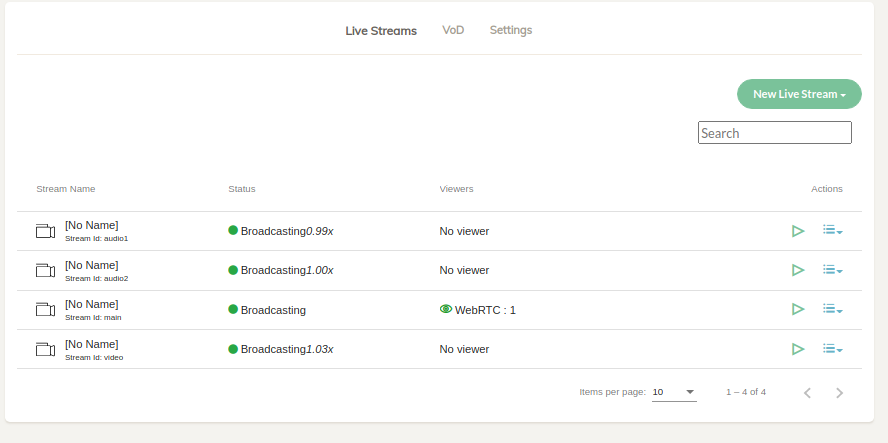 Live Streams VoD Settings
New Live Stream
Search
Stream Name Status Viewers Actions
[No Name]
Stream Id: audio1
Broadcasting0.99x No viewer
[No Name]
Stream Id: audio2
Broadcasting1.00x No viewer
[No Name]
Stream Id: main
Broadcasting WebRTC : 1
[No Name]
Stream Id: video
Broadcasting1.03x No viewer
Items per page: 10 1 – 4 of 4